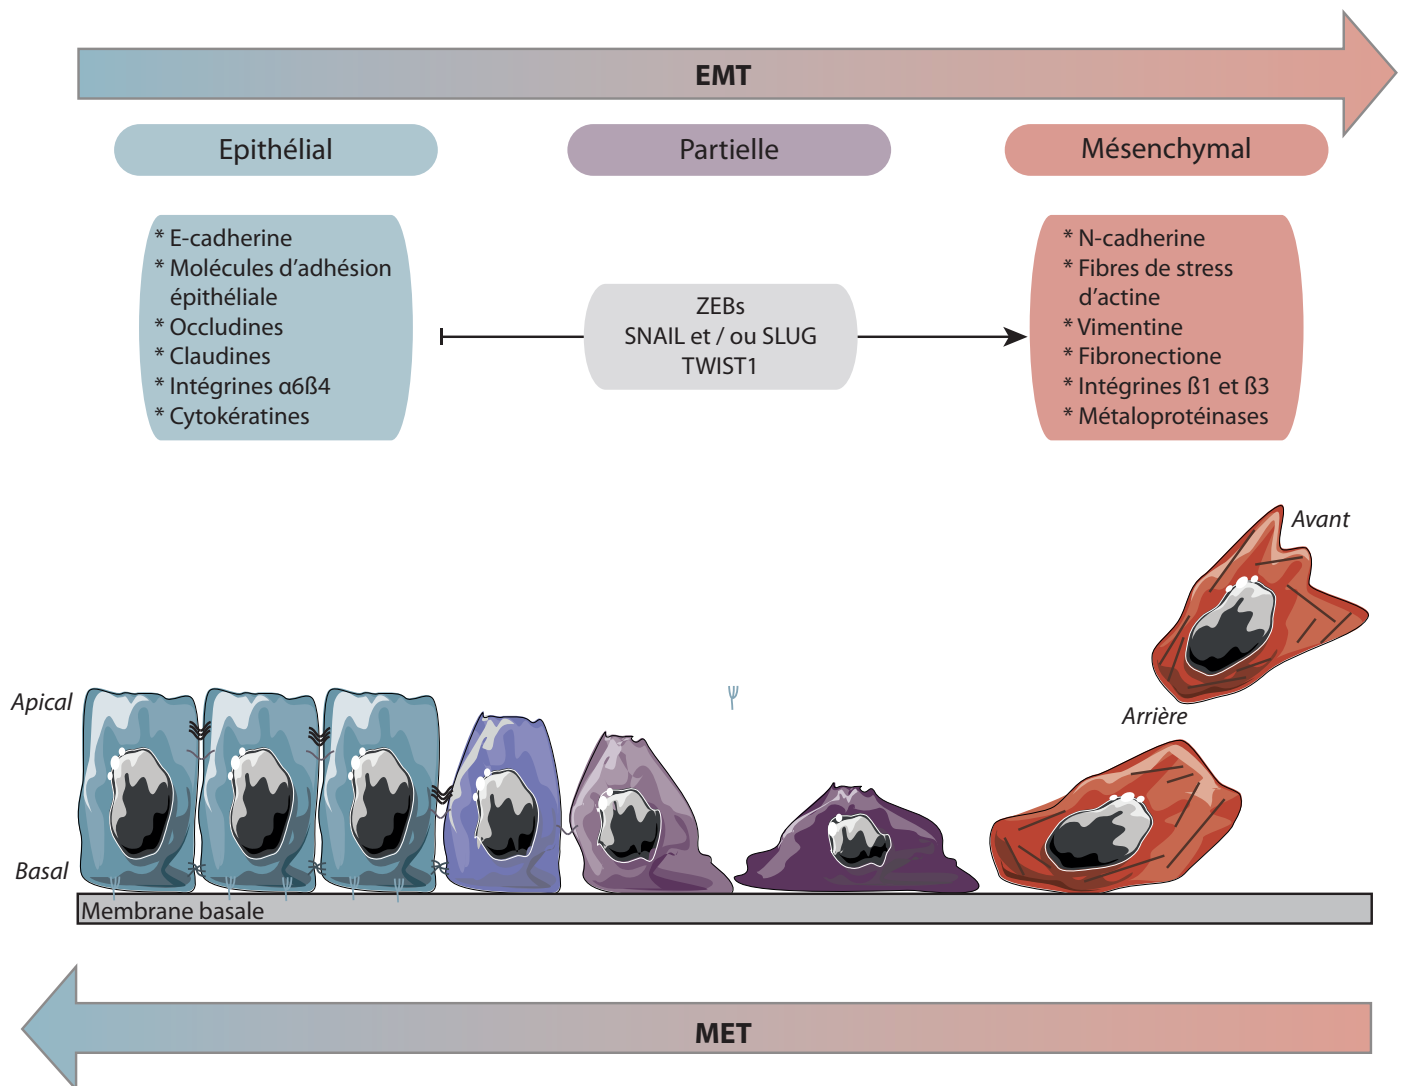 EMT
Epithélial
Partielle
Mésenchymal
* E-cadherine
* Molécules d'adhésion
épithéliale
* Occludines
* Claudines
* Intégrines α6ß4
* Cytokératines
ZEBs
SNAIL et / ou SLUG
TWIST1
* N-cadherine
* Fibres de stress
d'actine
* Vimentine
* Fibronectione
* Intégrines ß1 et ß3
* Métaloprotéinases
Avant
Arrière
Apical
Basal
Membrane basale
MET